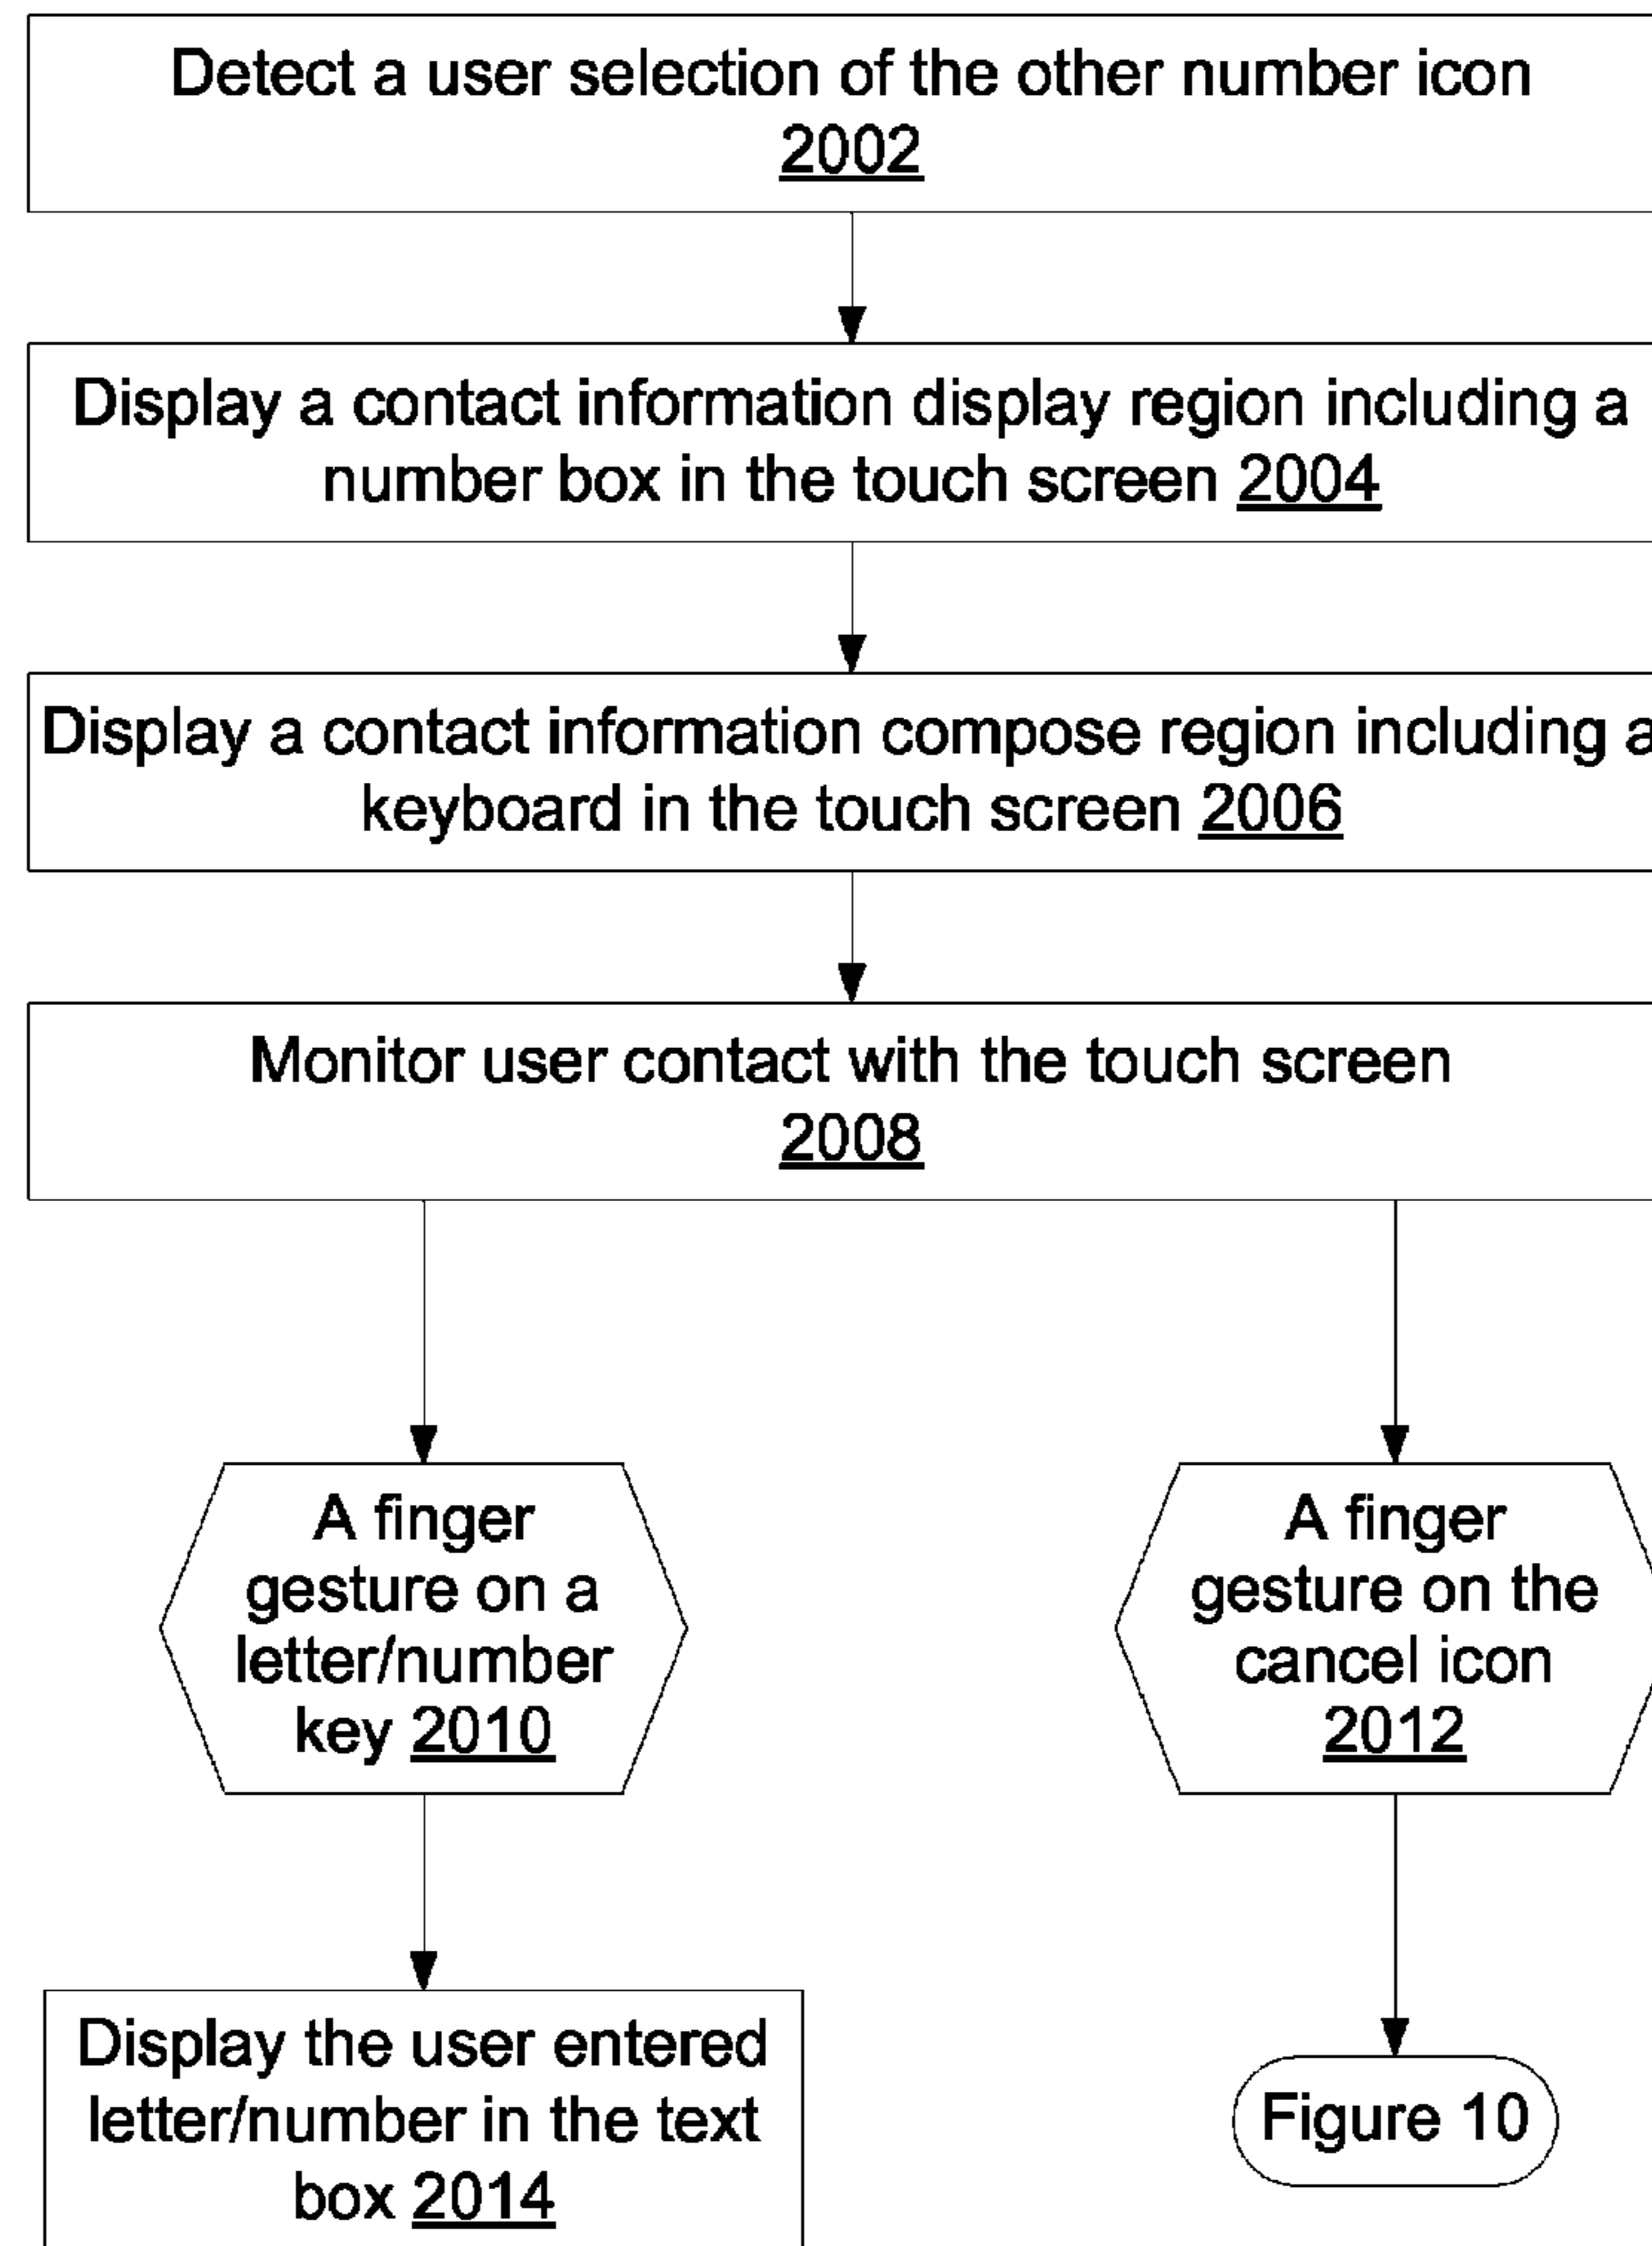 Detect a user selection of the other number icon
2002
Display a contact information display region including a
number box in the touch screen 2004
Display a contact information compose region including a
keyboard in the touch screen 2006
Monitor user contact with the touch screen
2008
A finger
gesture on a
letter/number
key 2010
A finger
gesture on the
cancel icon
2012
Display the user entered
letter/number in the text
box 2014
Figure 10